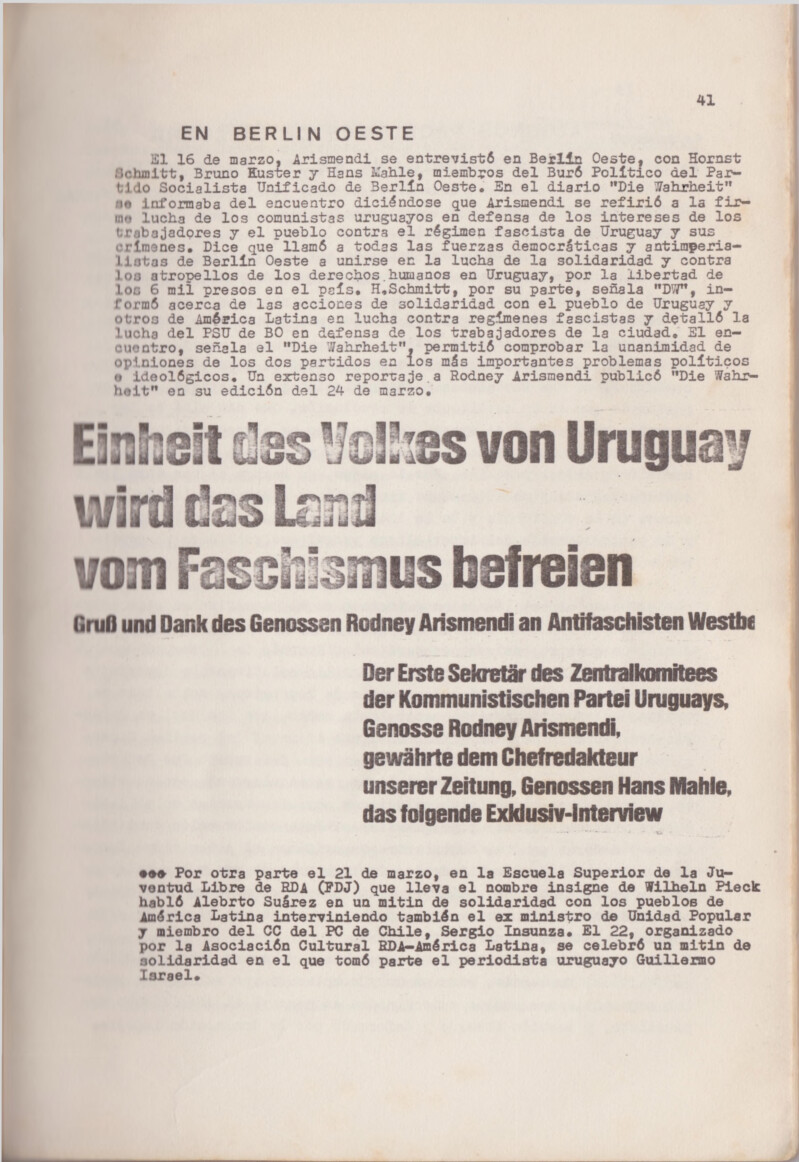 41
EN BERLIN OESTE
El 16 de marzo, Arismendi se entrevistó en Berlín Oeste, con Hornst
Schmitt, Bruno Kuster y Hans Mahle, miembros del Buró Político del Par-
tido Socialista Unificado de Berlín Oeste. En el diario "Die Wahrheit"
se informaba del encuentro diciéndose que Arismendi se refirió a la fir-
me lucha de los comunistas uruguayos en defensa de los intereses de los
trabajadores y el pueblo contra el régimen fascista de Uruguay y sus
crímenes. Dice que llamó a todas las fuerzas democráticas y antimperia-
listas de Berlín Oeste a unirse en la lucha de la solidaridad y contra
los atropellos de los derechos humanos en Uruguay, por la libertad de
los 6 mil presos en el país. H.Schmitt, por su parte, señala "DW", in-
formó acerca de las acciones de solidaridad con el pueblo de Uruguay y
otros de América Latina en lucha contra regímenes fascistas y detalló la
lucha del PSU de BO en defensa de los trabajadores de la ciudad. El en-
cuentro, señala el "Die Wahrheit", permitió comprobar la unanimidad de
opiniones de los dos partidos en los más importantes problemas políticos
e ideológicos. Un extenso reportaje a Rodney Arismendi publicó "Die Wahr-
heit" en su edición del 24 de marzo.
Einheit des Volkes von Uruguay
wird das Land
vom Faschismus befreien
Gruß und Dank des Genossen Rodney Arismendi an Antifaschisten Westbe
Der Erste Sekretär des Zentralkomitees
der Kommunistischen Partei Uruguays,
Genosse Rodney Arismendi,
gewährte dem Chefredakteur
unserer Zeitung, Genossen Hans Mahle,
das folgende Exklusiv-Interview
●●● Por otra parte el 21 de marzo, en la Escuela Superior de la Ju-
ventud Libre de RDA (FDJ) que lleva el nombre insigne de Wilheln Pieck
habló Alebrto Suárez en un mitin de solidaridad con los pueblos de
América Latina interviniendo también el ex ministro de Unidad Popular
y miembro del CC del PC de Chile, Sergio Insunza. El 22, organizado
por la Asociación Cultural RDA-América Latina, se celebró un mitin de
solidaridad en el que tomó parte el periodista uruguayo Guillermo
Israel.